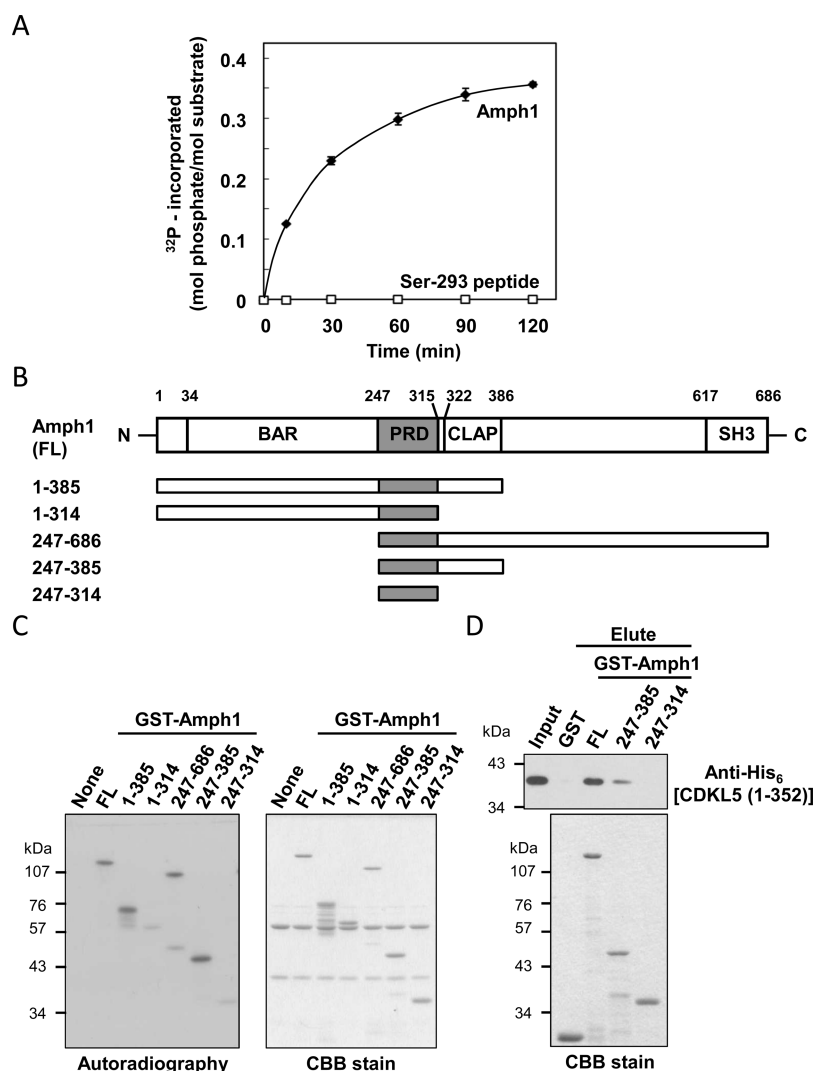 A
³²P - incorporated
(mol phosphate/mol substrate)
0.4
0.3
0.2
0.1
0
Amph1
Ser-293 peptide
0 30 60 90 120
Time (min)
B
1 34 247 315 322 386 617 686
Amph1
(FL)
N BAR PRD CLAP SH3 C
1-385
1-314
247-686
247-385
247-314
C
GST-Amph1
None FL 1-385 1-314 247-686 247-385 247-314
kDa
107
76
57
43
34
Autoradiography
GST-Amph1
None FL 1-385 1-314 247-686 247-385 247-314
CBB stain
D
Elute
GST-Amph1
Input GST FL 247-385 247-314
kDa
43
34
Anti-His₆
[CDKL5 (1-352)]
kDa
107
76
57
43
34
CBB stain